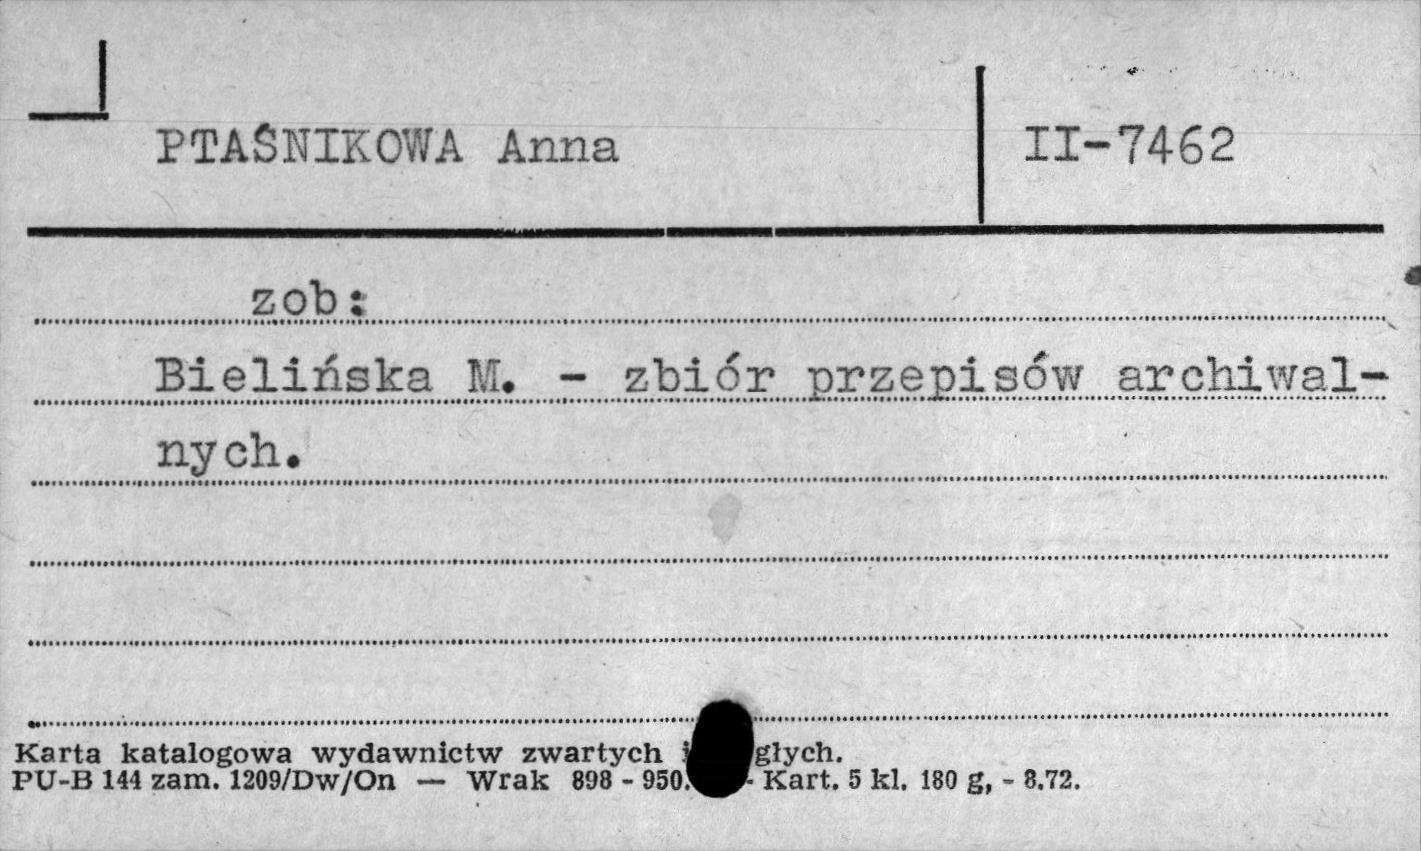 PTAŚNIKOWA Anna
II-7462
zob:
Bielińska M. - zbiór przepisów archiwal-
nych.
Karta katalogowa wydawnictw zwartych i głych.
PU-B 144 zam. 1209/Dw/On — Wrak 898 - 950. - Kart. 5 kl. 180 g, - 8.72.